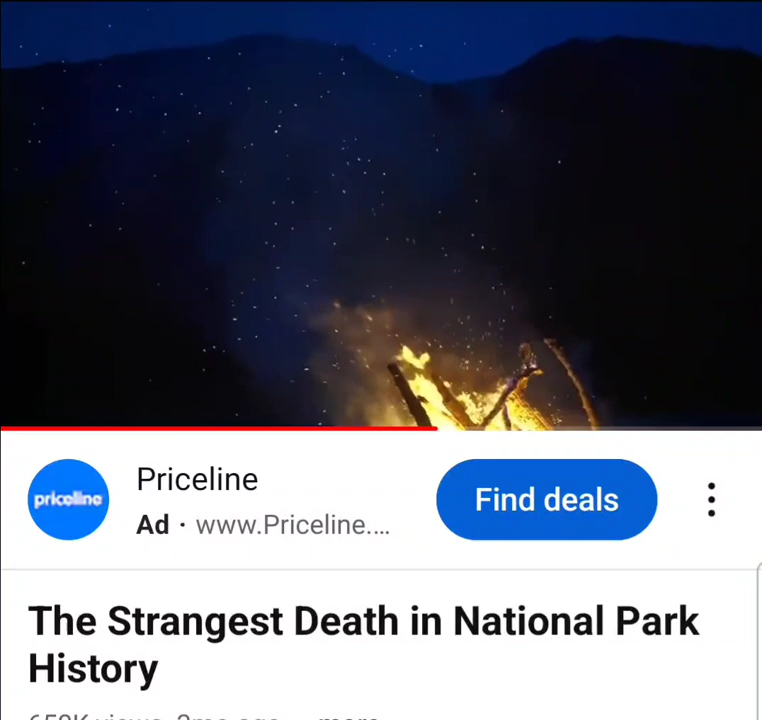 priceline
Priceline
Ad · www.Priceline....
Find deals
The Strangest Death in National Park
History